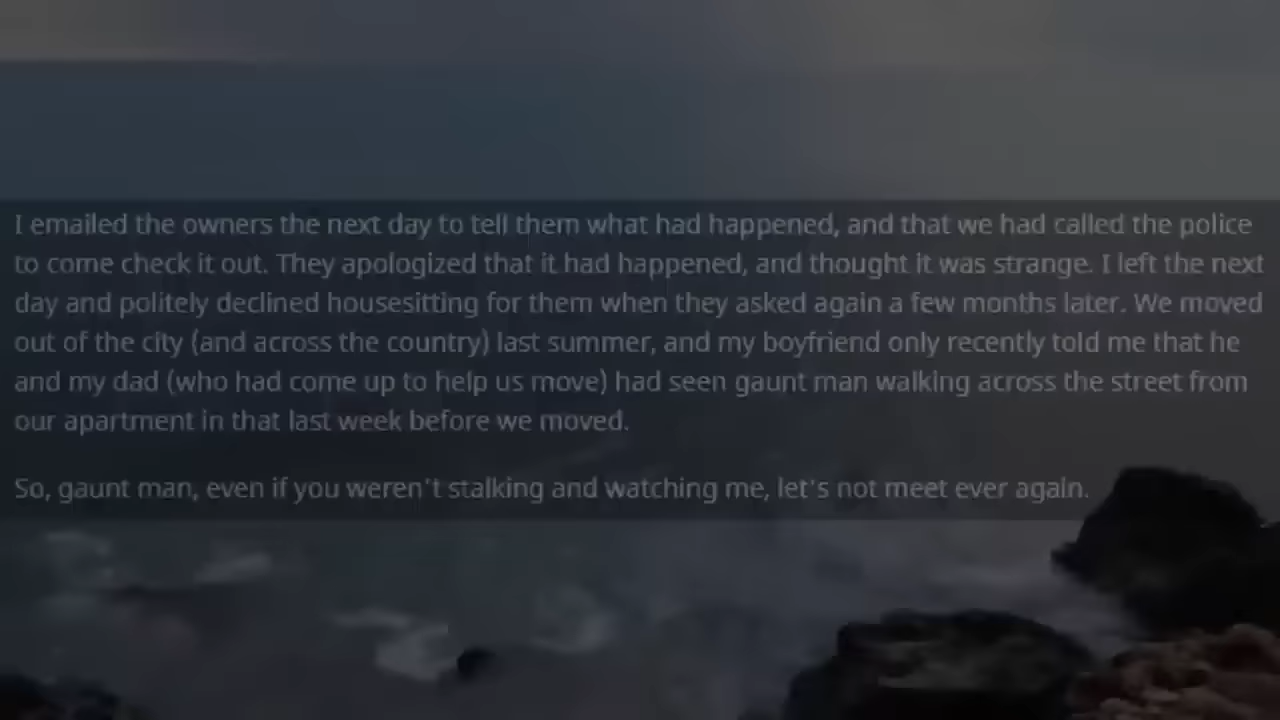 I emailed the owners the next day to tell them what had happened, and that we had called the police
to come check it out. They apologized that it had happened, and thought it was strange. I left the next
day and politely declined housesitting for them when they asked again a few months later. We moved
out of the city (and across the country) last summer, and my boyfriend only recently told me that he
and my dad (who had come up to help us move) had seen gaunt man walking across the street from
our apartment in that last week before we moved.
So, gaunt man, even if you weren't stalking and watching me, let's not meet ever again.